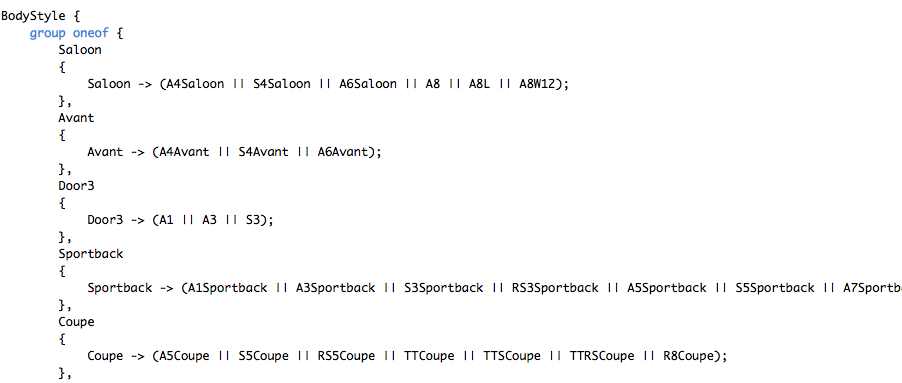 BodyStyle {
group oneof {
Saloon
{
Saloon -> (A4Saloon || S4Saloon || A6Saloon || A8 || A8L || A8W12);
},
Avant
{
Avant -> (A4Avant || S4Avant || A6Avant);
},
Door3
{
Door3 -> (A1 || A3 || S3);
},
Sportback
{
Sportback -> (A1Sportback || A3Sportback || S3Sportback || RS3Sportback || A5Sportback || S5Sportback || A7Sportb
},
Coupe
{
Coupe -> (A5Coupe || S5Coupe || RS5Coupe || TTCoupe || TTSCoupe || TTRSCoupe || R8Coupe);
},